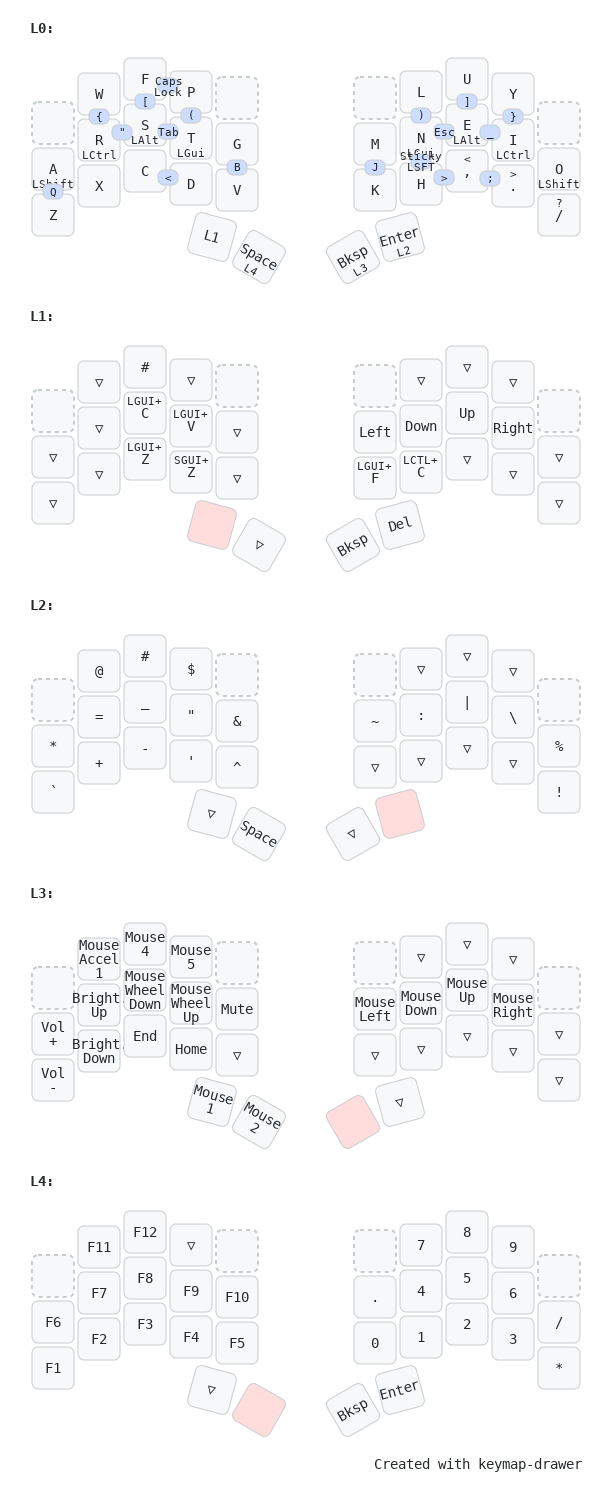 L0:
F Caps Lock P
W
L
U
Y
[
{
(
)
]
}
S
E
R " Tab T
N Esc _ I
LAlt
LAlt
LCtrl
LGui
LCtrl
G
M
Sticky LSFT
A
C
<
,
O
LShift
B
J
LShift
Q
X
< D
H > ;
>
.
V
K
Z
?
/
L1
Space
L4
Bksp
L3
Enter
L2
L1:
#
▽ ▽
▽ ▽ ▽
LGUI+
C
LGUI+
V
Up
▽ ▽
Left Down Right
LGUI+
Z
SGUI+
Z
▽
▽ ▽ ▽
LGUI+
F
LCTL+
C
▽ ▽
▽ ▽
▽ Bksp Del
L2:
@ # $
▽ ▽ ▽
= _ " &
~ : | \
* %
+ - ' ^
▽ ▽ ▽ ▽
` !
▽ Space
▽
L3:
Mouse
Accel
1
Mouse
4
Mouse
5
▽ ▽ ▽
Bright.
Up
Mouse
Wheel
Down
Mouse
Wheel
Up
Mute
Mouse
Left
Mouse
Down
Mouse
Up
Mouse
Right
Vol
+
▽
Bright.
Down
End
Home
▽
▽ ▽ ▽ ▽
Vol
-
▽
Mouse
1
Mouse
2
▽
L4:
F11 F12 ▽
7 8 9
F7 F8 F9 F10
. 4 5 6
F6 /
F2 F3 F4 F5
0 1 2 3
F1 *
▽
Bksp Enter
Created with keymap-drawer